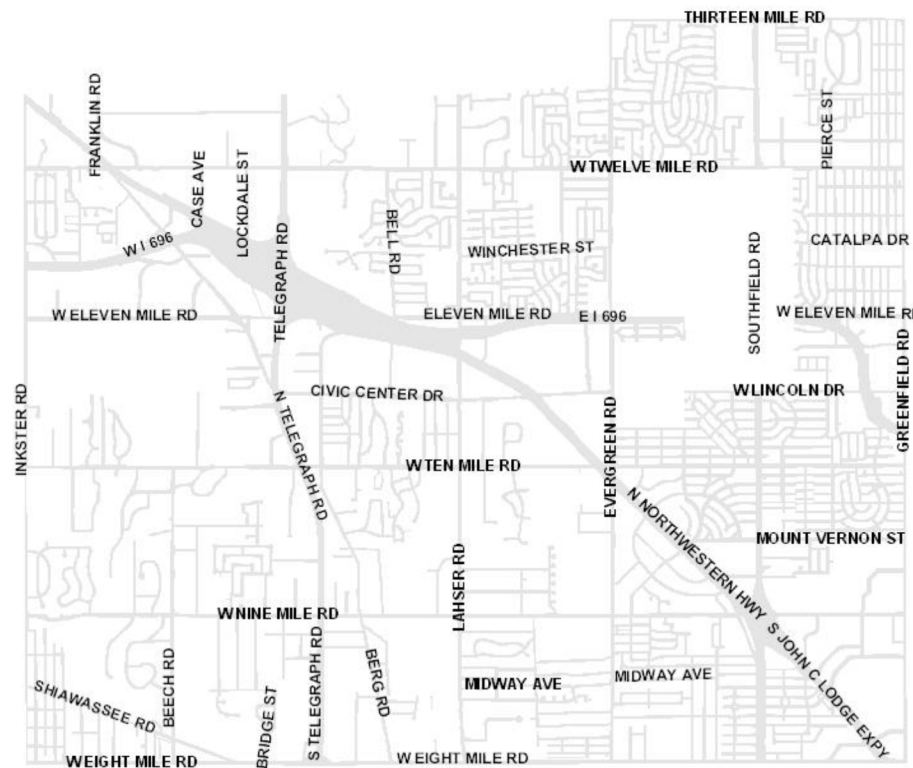 THIRTEEN MILE RD
FRANKLIN RD
PIERCE ST
CASE AVE
LOCKDALE ST
W TWELVE MILE RD
W I 696
TELEGRAPH RD
BELL RD
WINCHESTER ST
SOUTHFIELD RD
CATALPA DR
W ELEVEN MILE RD
ELEVEN MILE RD
E I 696
W ELEVEN MILE RD
GREENFIELD RD
INKSTER RD
CIVIC CENTER DR
W LINCOLN DR
N TELEGRAPH RD
EVERGREEN RD
W TEN MILE RD
N NORTHWESTERN HWY
MOUNT VERNON ST
LAHSER RD
W NINE MILE RD
S JOHN C LODGE EXPY
SHIAWASSEE RD
BEECH RD
BRIDGE ST
S TELEGRAPH RD
BERG RD
MIDWAY AVE
MIDWAY AVE
W EIGHT MILE RD
W EIGHT MILE RD